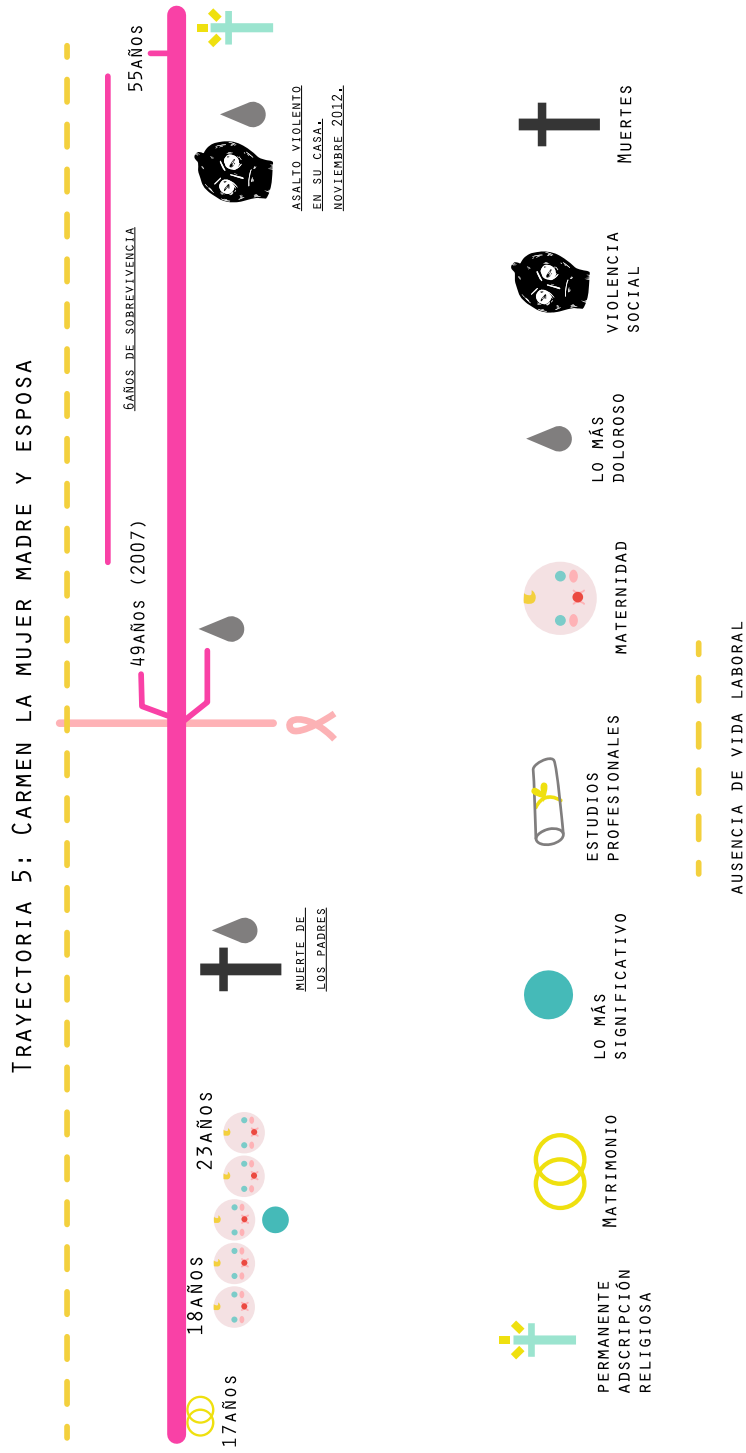 Trayectoria 5: Carmen la mujer madre y esposa
6años de sobrevivencia
55años
49años (2007)
17años
18años
23años
muerte de
los padres
asalto violento
en su casa.
noviembre 2012.
permanente
adscripción
religiosa
Matrimonio
lo más
significativo
estudios
profesionales
maternidad
lo más
doloroso
violencia
social
Muertes
ausencia de vida laboral